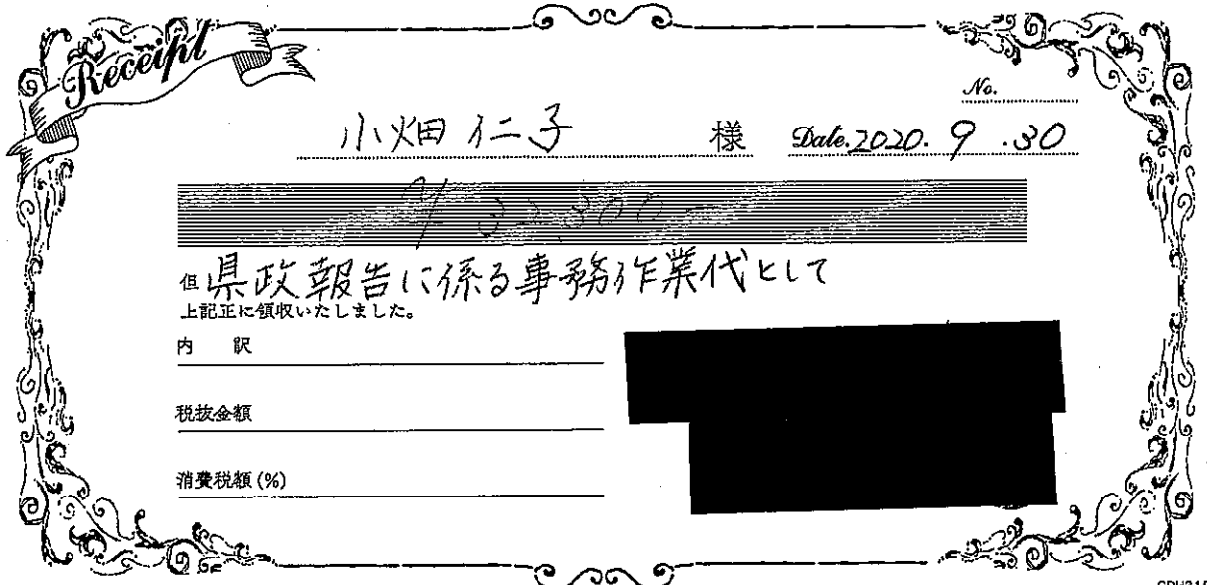 Receipt
No.
小畑仁子 様 Date. 2020. 9 . 30
¥32,300-
但 県政報告に係る事務作業代として
上記正に領収いたしました。
内 訳
税抜金額
消費税額(%)